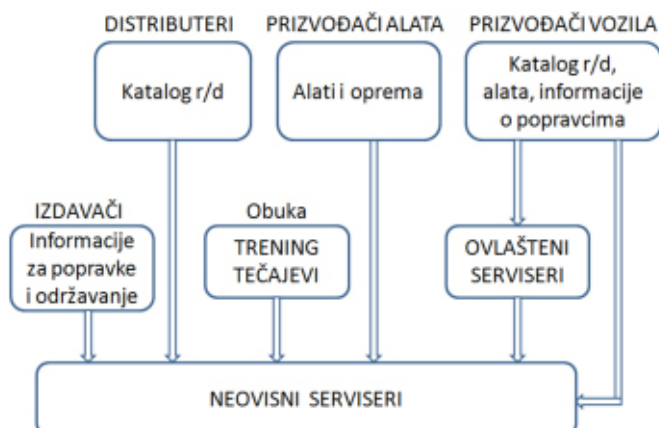 DISTRIBUTERI
PRIZVOĐAČI ALATA
PRIZVOĐAČI VOZILA
Katalog r/d
Alati i oprema
Katalog r/d,
alata, informacije
o popravcima
IZDAVAČI
Informacije
za popravke
i održavanje
Obuka
TRENING
TEČAJEVI
OVLAŠTENI
SERVISERI
NEOVISNI SERVISERI